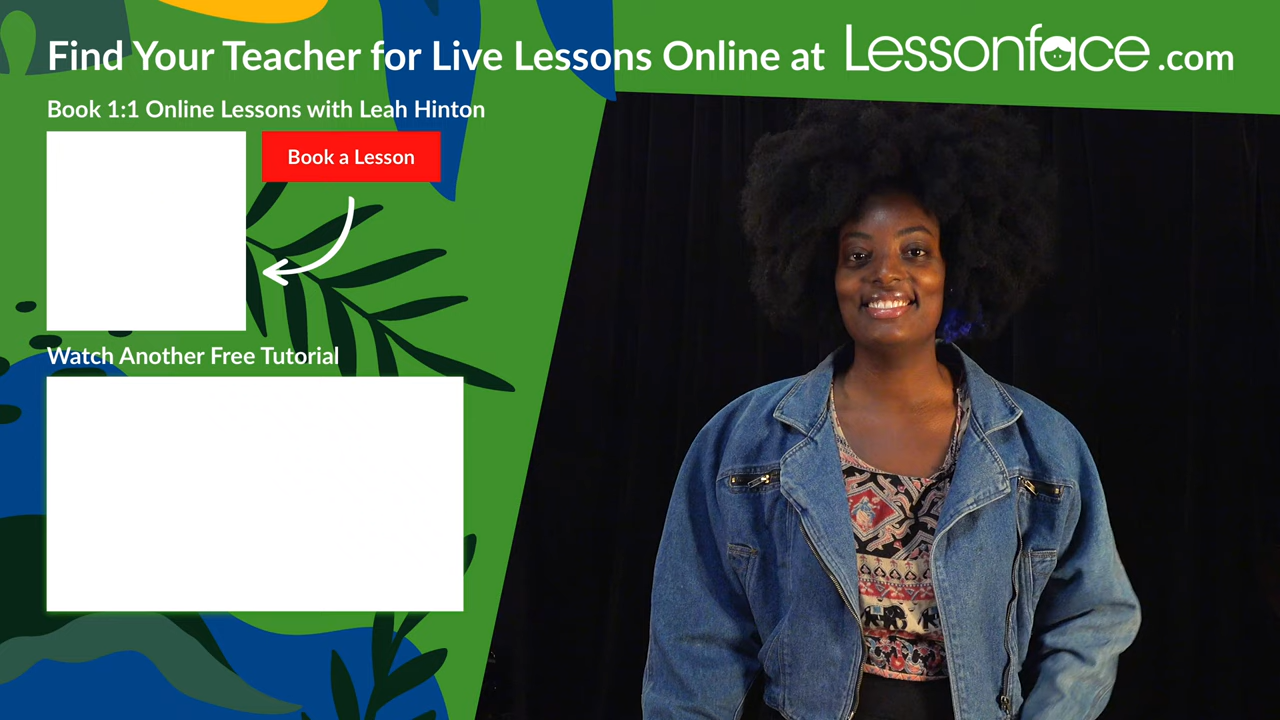 Find Your Teacher for Live Lessons Online at Lessonface.com
Book 1:1 Online Lessons with Leah Hinton
Book a Lesson
Watch Another Free Tutorial